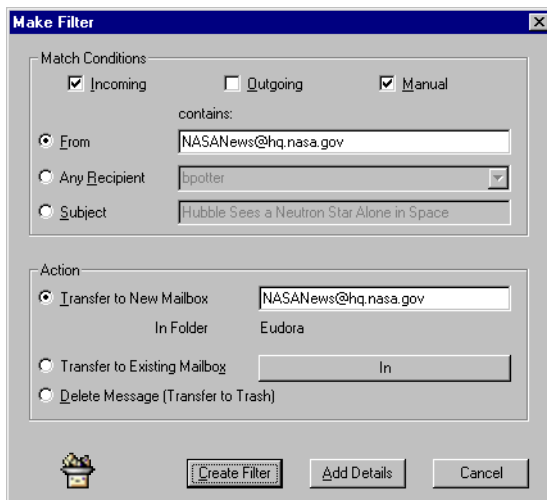 Make Filter
Match Conditions
Incoming Outgoing Manual
contains:
From NASANews@hq.nasa.gov
Any Recipient bpotter
Subject Hubble Sees a Neutron Star Alone in Space
Action
Transfer to New Mailbox NASANews@hq.nasa.gov
In Folder Eudora
Transfer to Existing Mailbox In
Delete Message (Transfer to Trash)
Create Filter Add Details Cancel